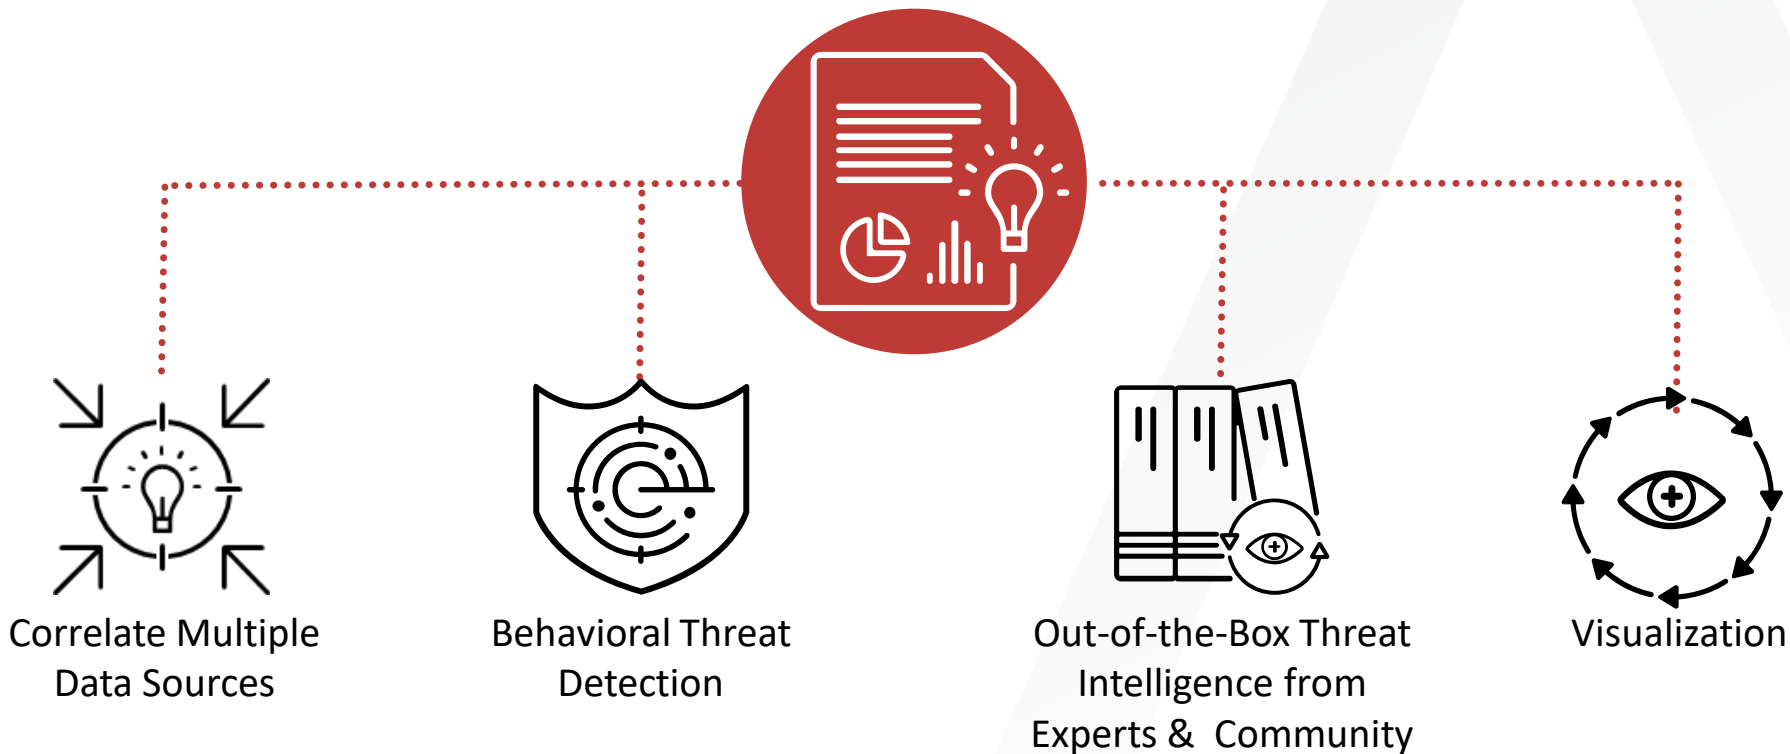 Correlate Multiple
Data Sources
Behavioral Threat
Detection
Out-of-the-Box Threat
Intelligence from
Experts &  Community
Visualization